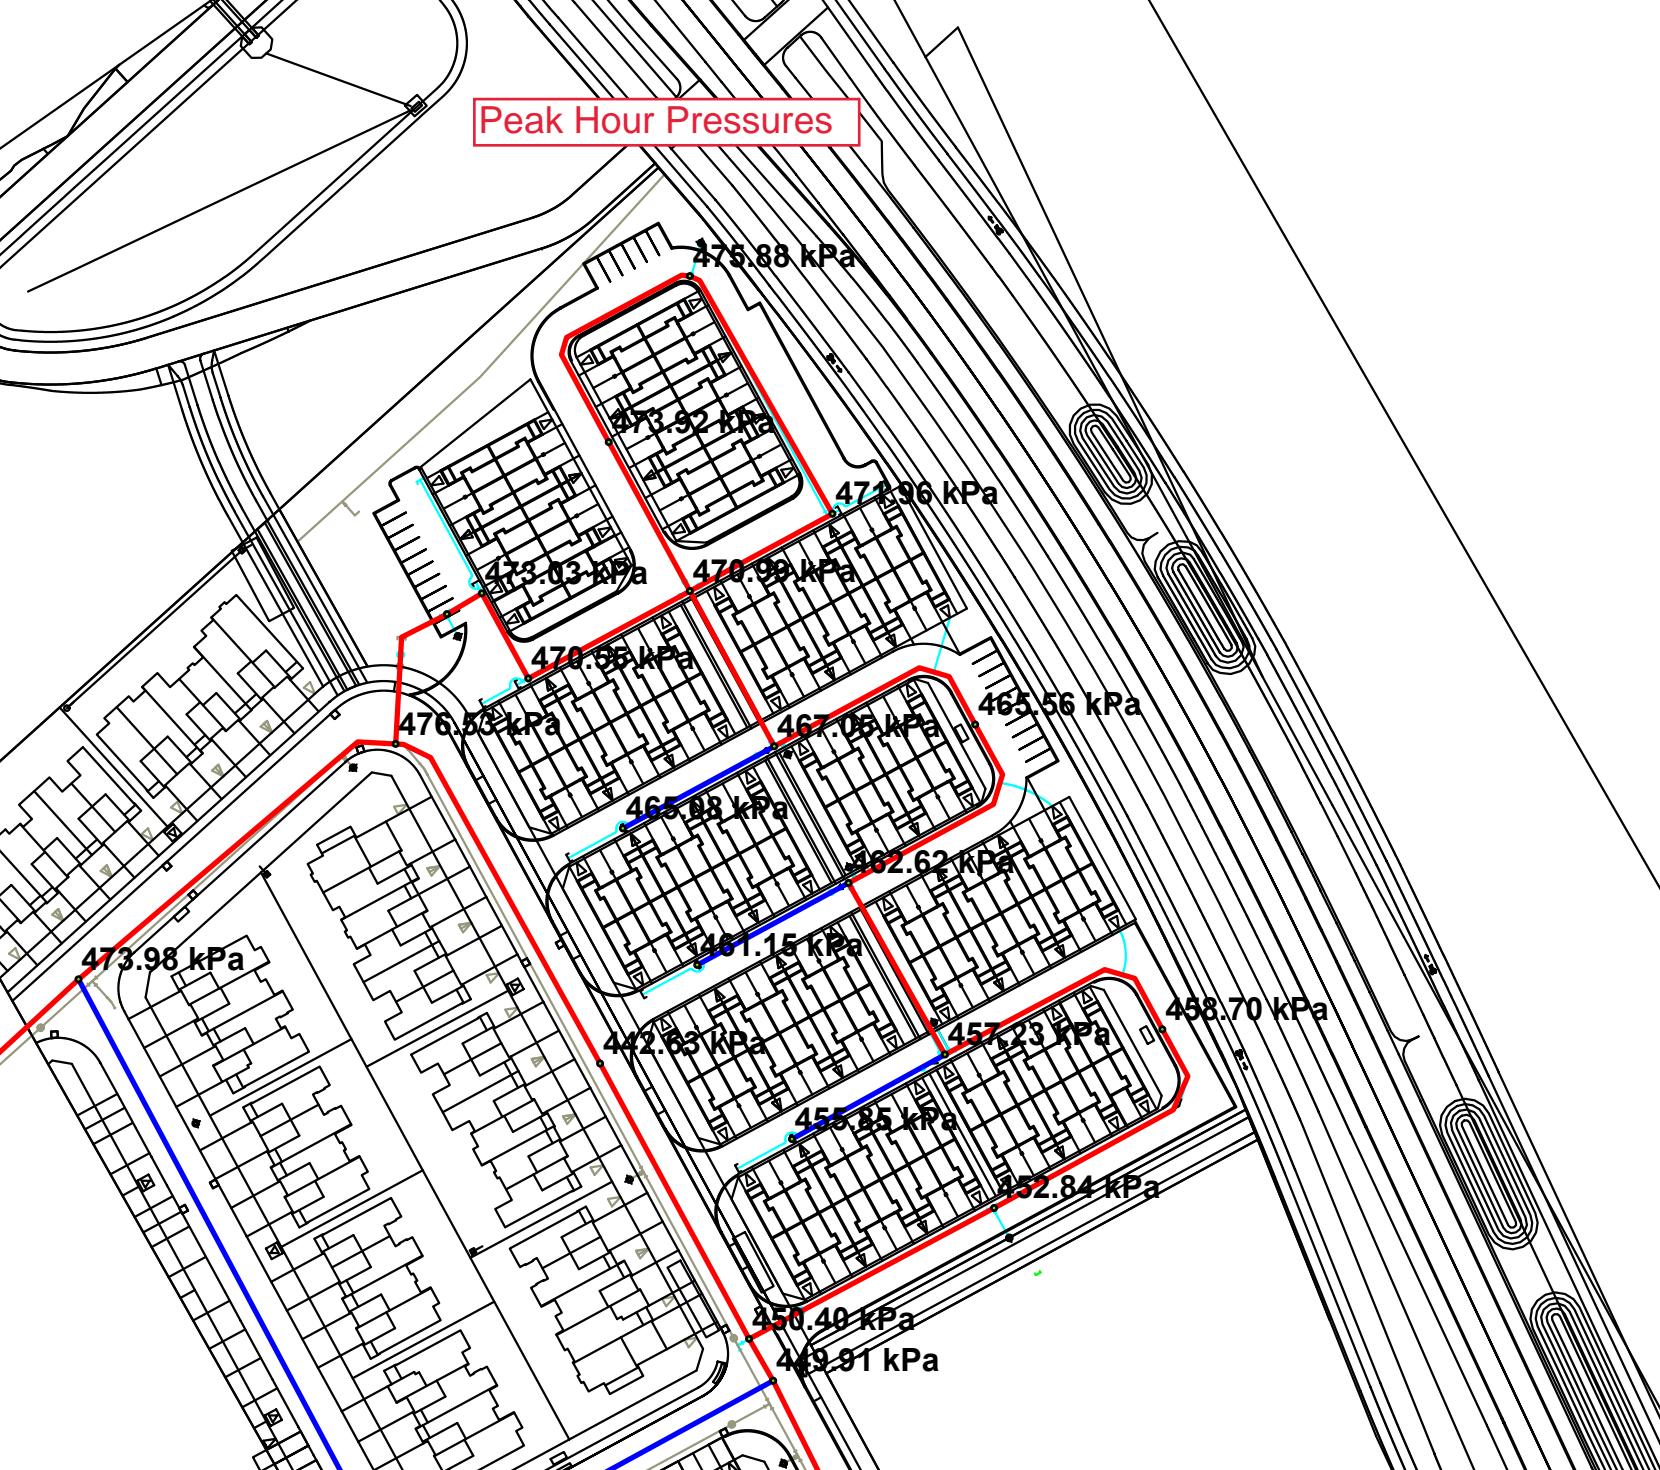 Peak Hour Pressures
475.88 kPa
473.92 kPa
471.96 kPa
473.03 kPa
470.99 kPa
470.55 kPa
465.56 kPa
476.53 kPa
467.05 kPa
465.08 kPa
462.62 kPa
461.15 kPa
473.98 kPa
458.70 kPa
457.23 kPa
442.63 kPa
455.85 kPa
452.84 kPa
450.40 kPa
449.91 kPa